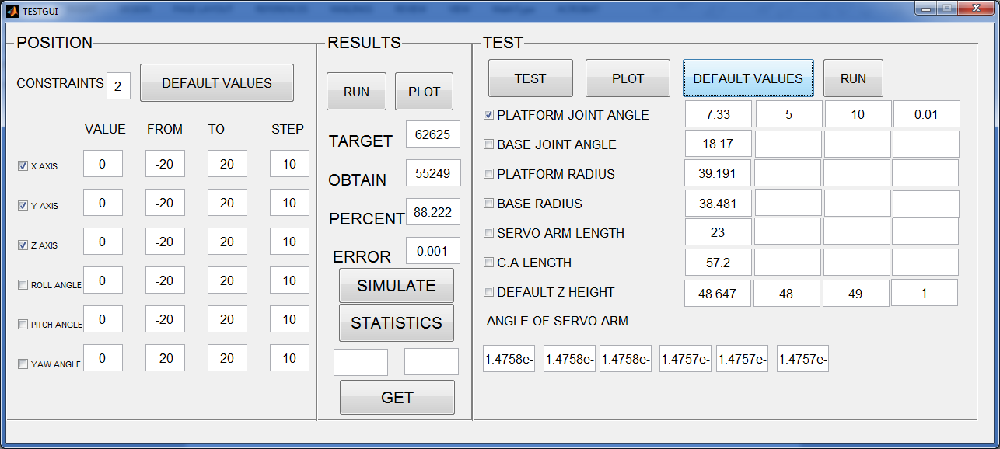 TESTGUI
POSITION
CONSTRAINTS 2 DEFAULT VALUES
VALUE FROM TO STEP
X AXIS 0 -20 20 10
Y AXIS 0 -20 20 10
Z AXIS 0 -20 20 10
ROLL ANGLE 0 -20 20 10
PITCH ANGLE 0 -20 20 10
YAW ANGLE 0 -20 20 10
RESULTS
RUN PLOT
TARGET 62625
OBTAIN 55249
PERCENT 88.222
ERROR 0.001
SIMULATE
STATISTICS
GET
TEST
TEST PLOT DEFAULT VALUES RUN
PLATFORM JOINT ANGLE 7.33 5 10 0.01
BASE JOINT ANGLE 18.17
PLATFORM RADIUS 39.191
BASE RADIUS 38.481
SERVO ARM LENGTH 23
C.A LENGTH 57.2
DEFAULT Z HEIGHT 48.647 48 49 1
ANGLE OF SERVO ARM
1.4758e- 1.4758e- 1.4758e- 1.4757e- 1.4757e- 1.4757e-